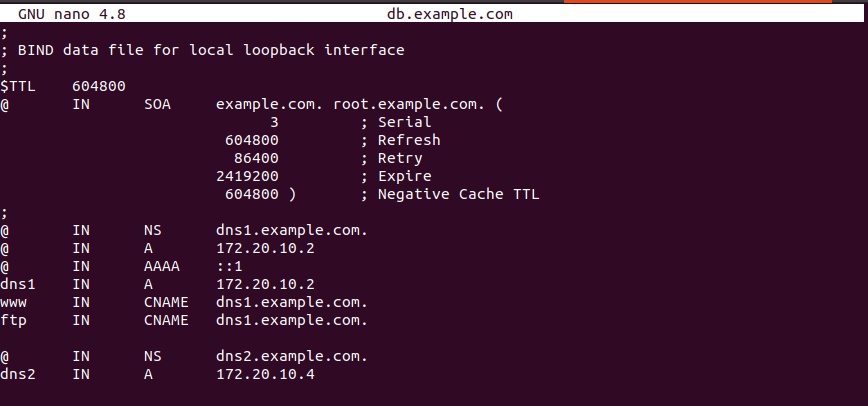 GNU nano 4.8 db.example.com
;
; BIND data file for local loopback interface
;
$TTL 604800
@ IN SOA example.com. root.example.com. (
3 ; Serial
604800 ; Refresh
86400 ; Retry
2419200 ; Expire
604800 ) ; Negative Cache TTL
;
@ IN NS dns1.example.com.
@ IN A 172.20.10.2
@ IN AAAA ::1
dns1 IN A 172.20.10.2
www IN CNAME dns1.example.com.
ftp IN CNAME dns1.example.com.
@ IN NS dns2.example.com.
dns2 IN A 172.20.10.4